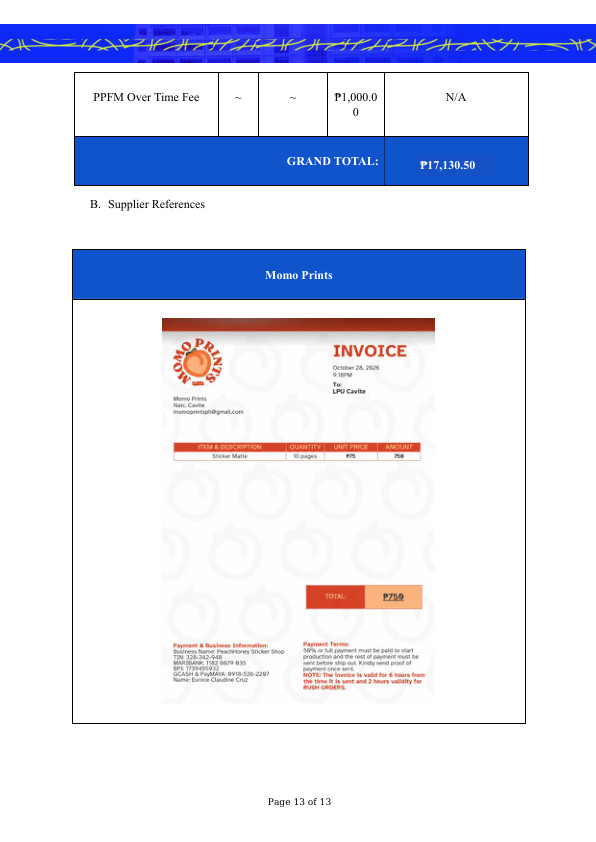 PPFM Over Time Fee ~ ~ ₱1,000.0 N/A
0
GRAND TOTAL: ₱17,130.50
B. Supplier References
Momo Prints
MOMO PRINTS
INVOICE
October 28, 2026
9:18PM
To:
LPU Cavite
Momo Prints
Naic, Cavite
momoprintsph@gmail.com
ITEM & DESCRIPTION QUANTITY UNIT PRICE AMOUNT
Sticker Matte 10 pages ₱75 750
TOTAL: ₱750
Payment & Business Information:
Business Name: PeachHoney Sticker Shop
TIN: 328-342-948
MARIBANK: 1182 6679 035
BPI: 1739455932
GCASH & PayMAYA: 0918-526-2207
Name: Eunice Claudine Cruz
Payment Terms:
50% or full payment must be paid to start
production and the rest of payment must be
sent before ship out. Kindly send proof of
payment once sent.
NOTE: The invoice is valid for 6 hours from
the time it is sent and 2 hours validity for
RUSH ORDERS.
Page 13 of 13